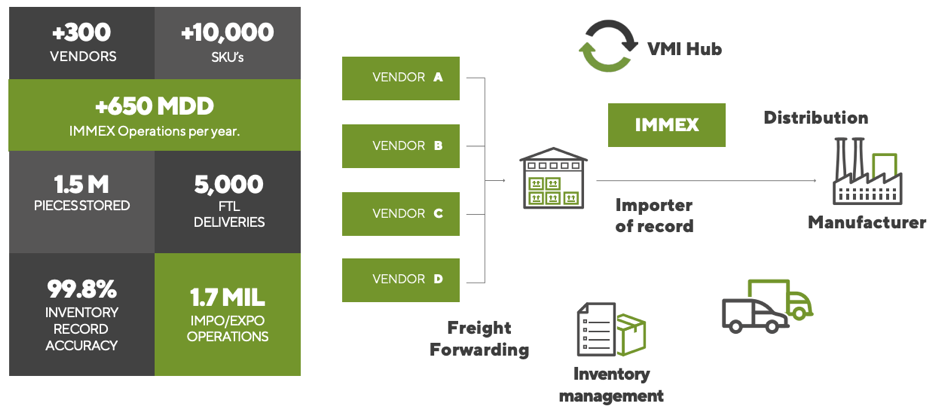 +300
VENDORS
+10,000
SKU's
+650 MDD
IMMEX Operations per year.
1.5 M
PIECES STORED
5,000
FTL
DELIVERIES
99.8%
INVENTORY
RECORD
ACCURACY
1.7 MIL
IMPO/EXPO
OPERATIONS
VENDOR A
VENDOR B
VENDOR C
VENDOR D
Freight
Forwarding
VMI Hub
IMMEX
Importer
of record
Inventory
management
Distribution
Manufacturer